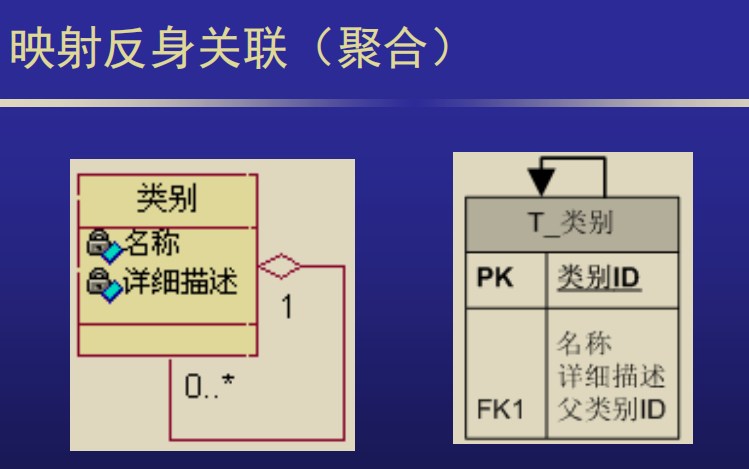 映射反身关联（聚合）
类别
名称
详细描述
1
0..*
T_类别
PK 类别ID
名称
详细描述
FK1 父类别ID